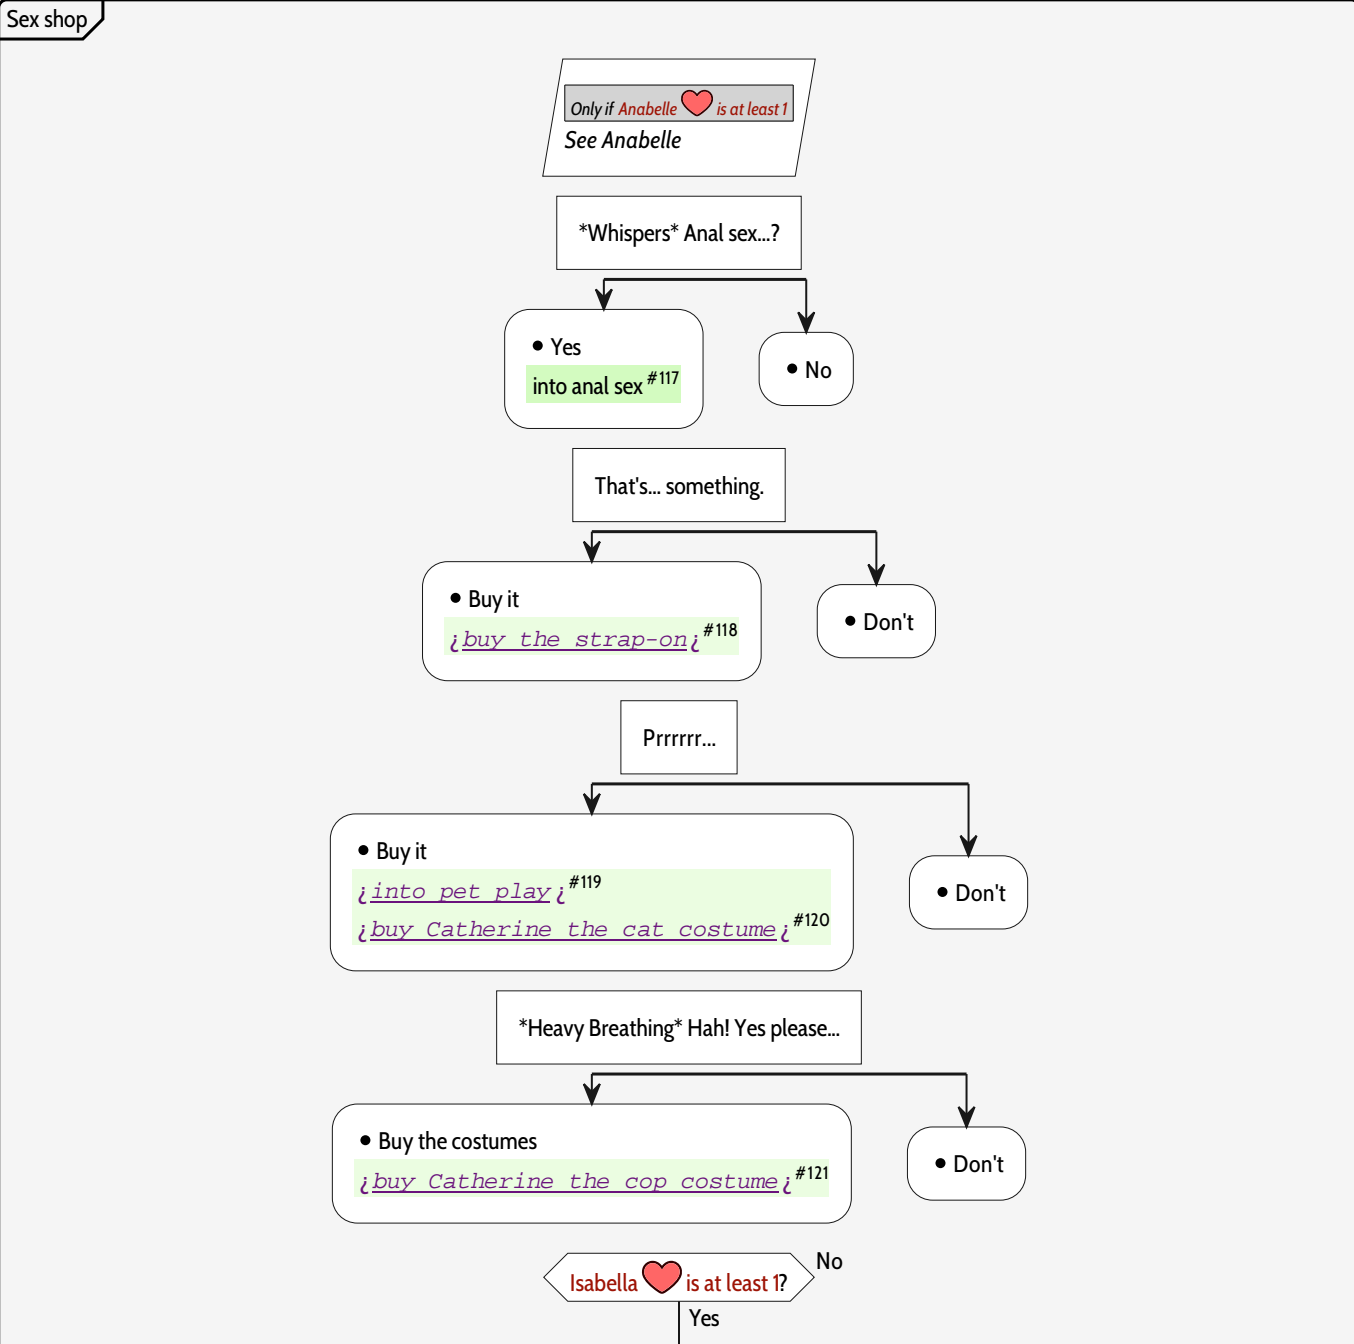 Sex shop
Only if Anabelle is at least 1
See Anabelle
*Whispers* Anal sex...?
• Yes
into anal sex #117
• No
That's... something.
• Buy it
¿buy the strap-on¿ #118
• Don't
Prrrrrr...
• Buy it
¿into pet play¿ #119
¿buy Catherine the cat costume¿ #120
• Don't
*Heavy Breathing* Hah! Yes please...
• Buy the costumes
¿buy Catherine the cop costume¿ #121
• Don't
Isabella is at least 1?
No
Yes